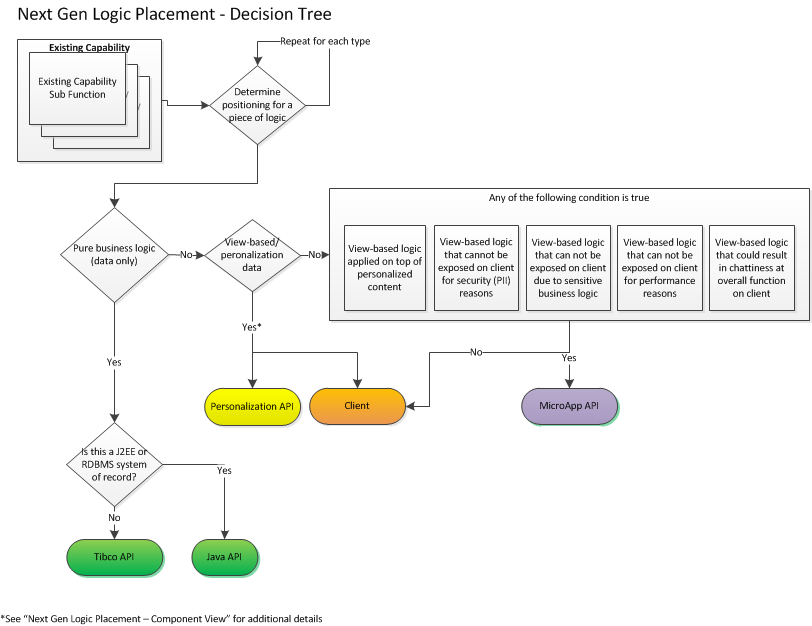 Next Gen Logic Placement - Decision Tree
Existing Capability
Existing Capability
Sub Function
Repeat for each type
Determine
positioning for a
piece of logic
Any of the following condition is true
Pure business logic
(data only)
No
View-based/
peronalization
data
No
View-based logic
applied on top of
personalized
content
View-based logic
that cannot be
exposed on client
for security (PII)
reasons
View-based logic
that can not be
exposed on client
due to sensitive
business logic
View-based logic
that can not be
exposed on client
for performance
reasons
View-based logic
that could result
in chattiness at
overall function
on client
Yes*
No
Yes
Yes
Personalization API
Client
MicroApp API
Is this a J2EE or
RDBMS system
of record?
Yes
No
Tibco API
Java API
*See “Next Gen Logic Placement – Component View” for additional details